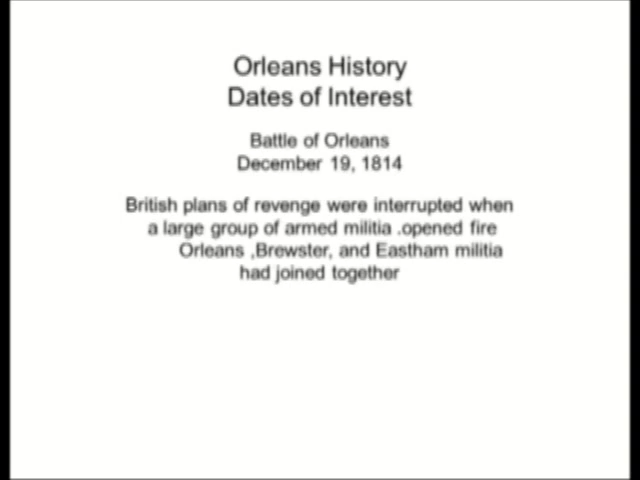 Orleans History
Dates of Interest
Battle of Orleans
December 19, 1814
British plans of revenge were interrupted when
a large group of armed militia .opened fire
Orleans ,Brewster, and Eastham militia
had joined together